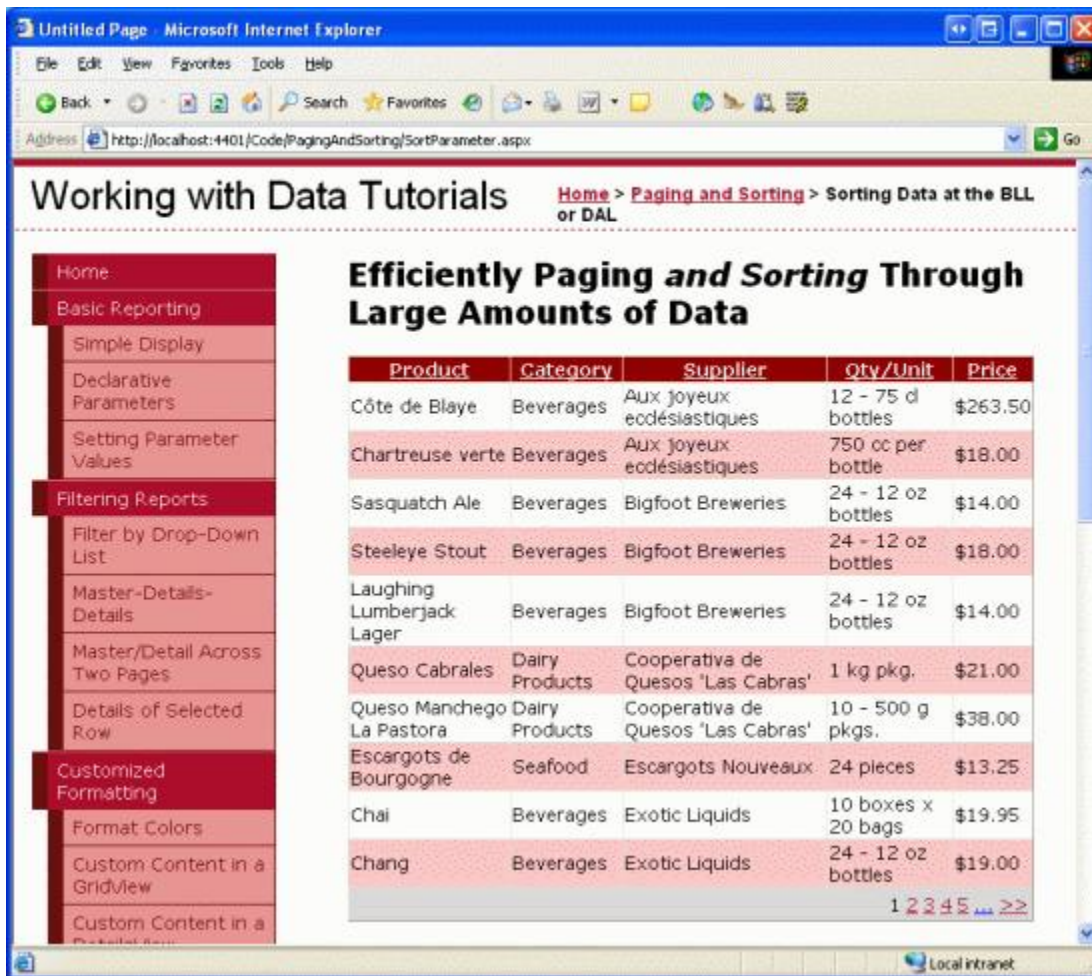 Untitled Page - Microsoft Internet Explorer
File Edit View Favorites Tools Help
Back Search Favorites
Address http://localhost:4401/Code/PagingAndSorting/SortParameter.aspx Go
Working with Data Tutorials
Home > Paging and Sorting > Sorting Data at the BLL
or DAL
Home
Basic Reporting
Simple Display
Declarative
Parameters
Setting Parameter
Values
Filtering Reports
Filter by Drop-Down
List
Master-Details-
Details
Master/Detail Across
Two Pages
Details of Selected
Row
Customized
Formatting
Format Colors
Custom Content in a
GridView
Custom Content in a
Efficiently Paging and Sorting Through
Large Amounts of Data
Product Category Supplier Qty/Unit Price
Côte de Blaye Beverages Aux joyeux ecclésiastiques 12 - 75 cl bottles $263.50
Chartreuse verte Beverages Aux joyeux ecclésiastiques 750 cc per bottle $18.00
Sasquatch Ale Beverages Bigfoot Breweries 24 - 12 oz bottles $14.00
Steeleye Stout Beverages Bigfoot Breweries 24 - 12 oz bottles $18.00
Laughing Lumberjack Lager Beverages Bigfoot Breweries 24 - 12 oz bottles $14.00
Queso Cabrales Dairy Products Cooperativa de Quesos 'Las Cabras' 1 kg pkg. $21.00
Queso Manchego La Pastora Dairy Products Cooperativa de Quesos 'Las Cabras' 10 - 500 g pkgs. $38.00
Escargots de Bourgogne Seafood Escargots Nouveaux 24 pieces $13.25
Chai Beverages Exotic Liquids 10 boxes x 20 bags $19.95
Chang Beverages Exotic Liquids 24 - 12 oz bottles $19.00
1 2 3 4 5 ... >>
Local intranet